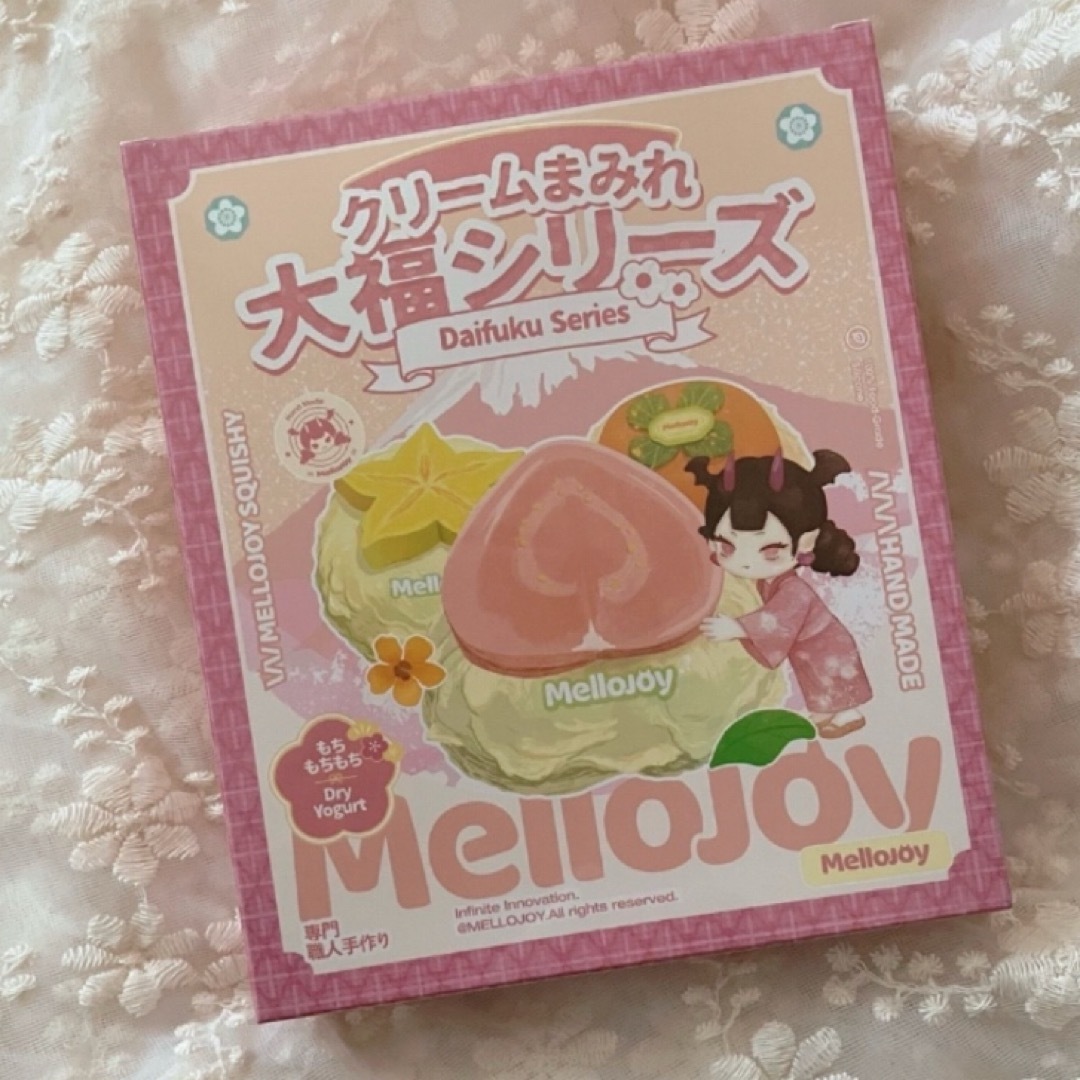 クリームまみれ
大福シリーズ
Daifuku Series
\/\/\/ MELLOJOY SQUISHY
/\/\/\ HAND MADE
Mellojoy
Mell
Mellojoy
もち
もちもち
Dry
Yogurt
Mellojoy
Mellojoy
Infinite Innovation.
@MELLOJOY.All rights reserved.
専門
職人手作り